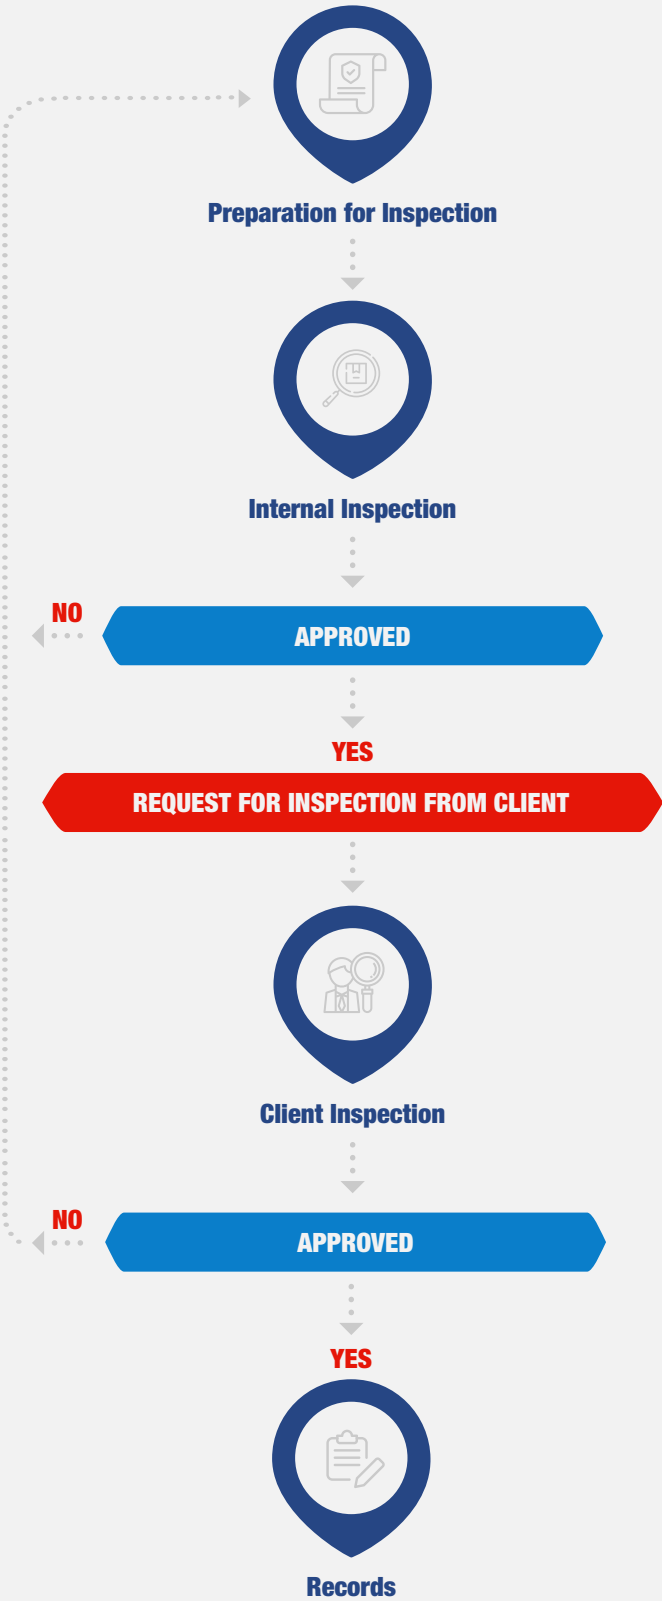 Preparation for Inspection
Internal Inspection
NO
APPROVED
YES
REQUEST FOR INSPECTION FROM CLIENT
Client Inspection
NO
APPROVED
YES
Records